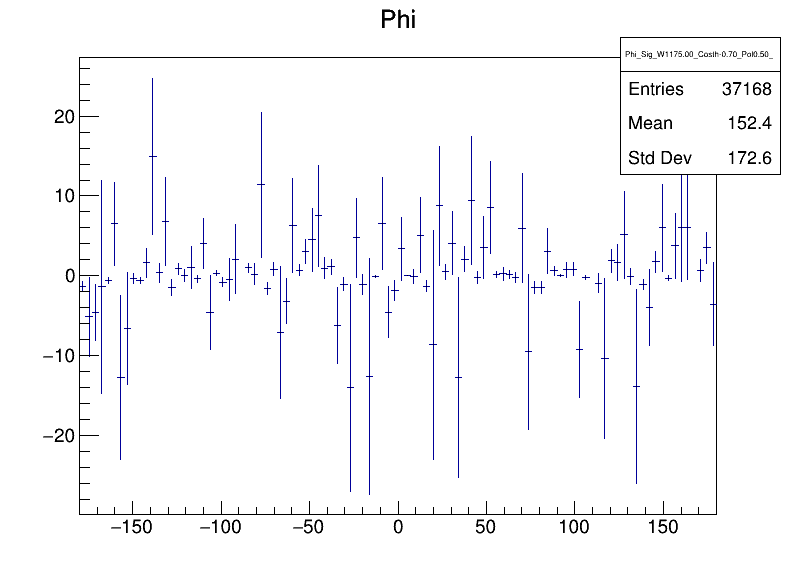 Phi
Phi_Sig_W1175.00_Costh-0.70_Pol0.50_
Entries 37168
Mean 152.4
Std Dev 172.6
20
10
0
−10
−20
−150 −100 −50 0 50 100 150